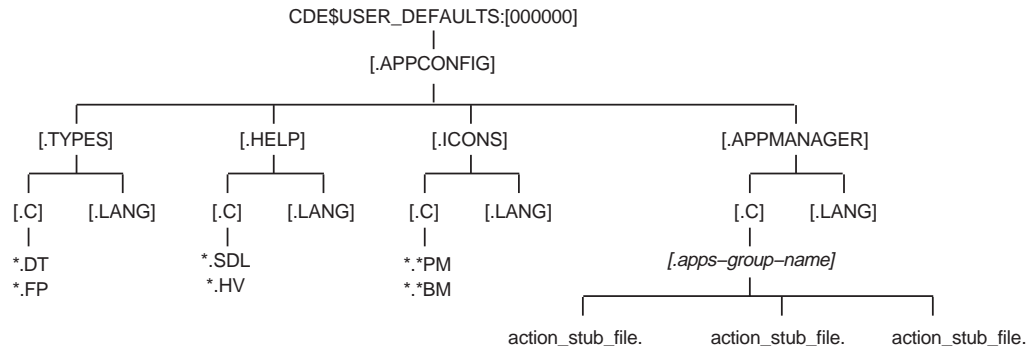 CDE$USER_DEFAULTS:[000000]
[.APPCONFIG]
[.TYPES] [.HELP] [.ICONS] [.APPMANAGER]
[.C] [.LANG] [.C] [.LANG] [.C] [.LANG] [.C] [.LANG]
*.DT *.SDL *.*PM [.apps–group–name]
*.FP *.HV *.*BM
action_stub_file. action_stub_file. action_stub_file.